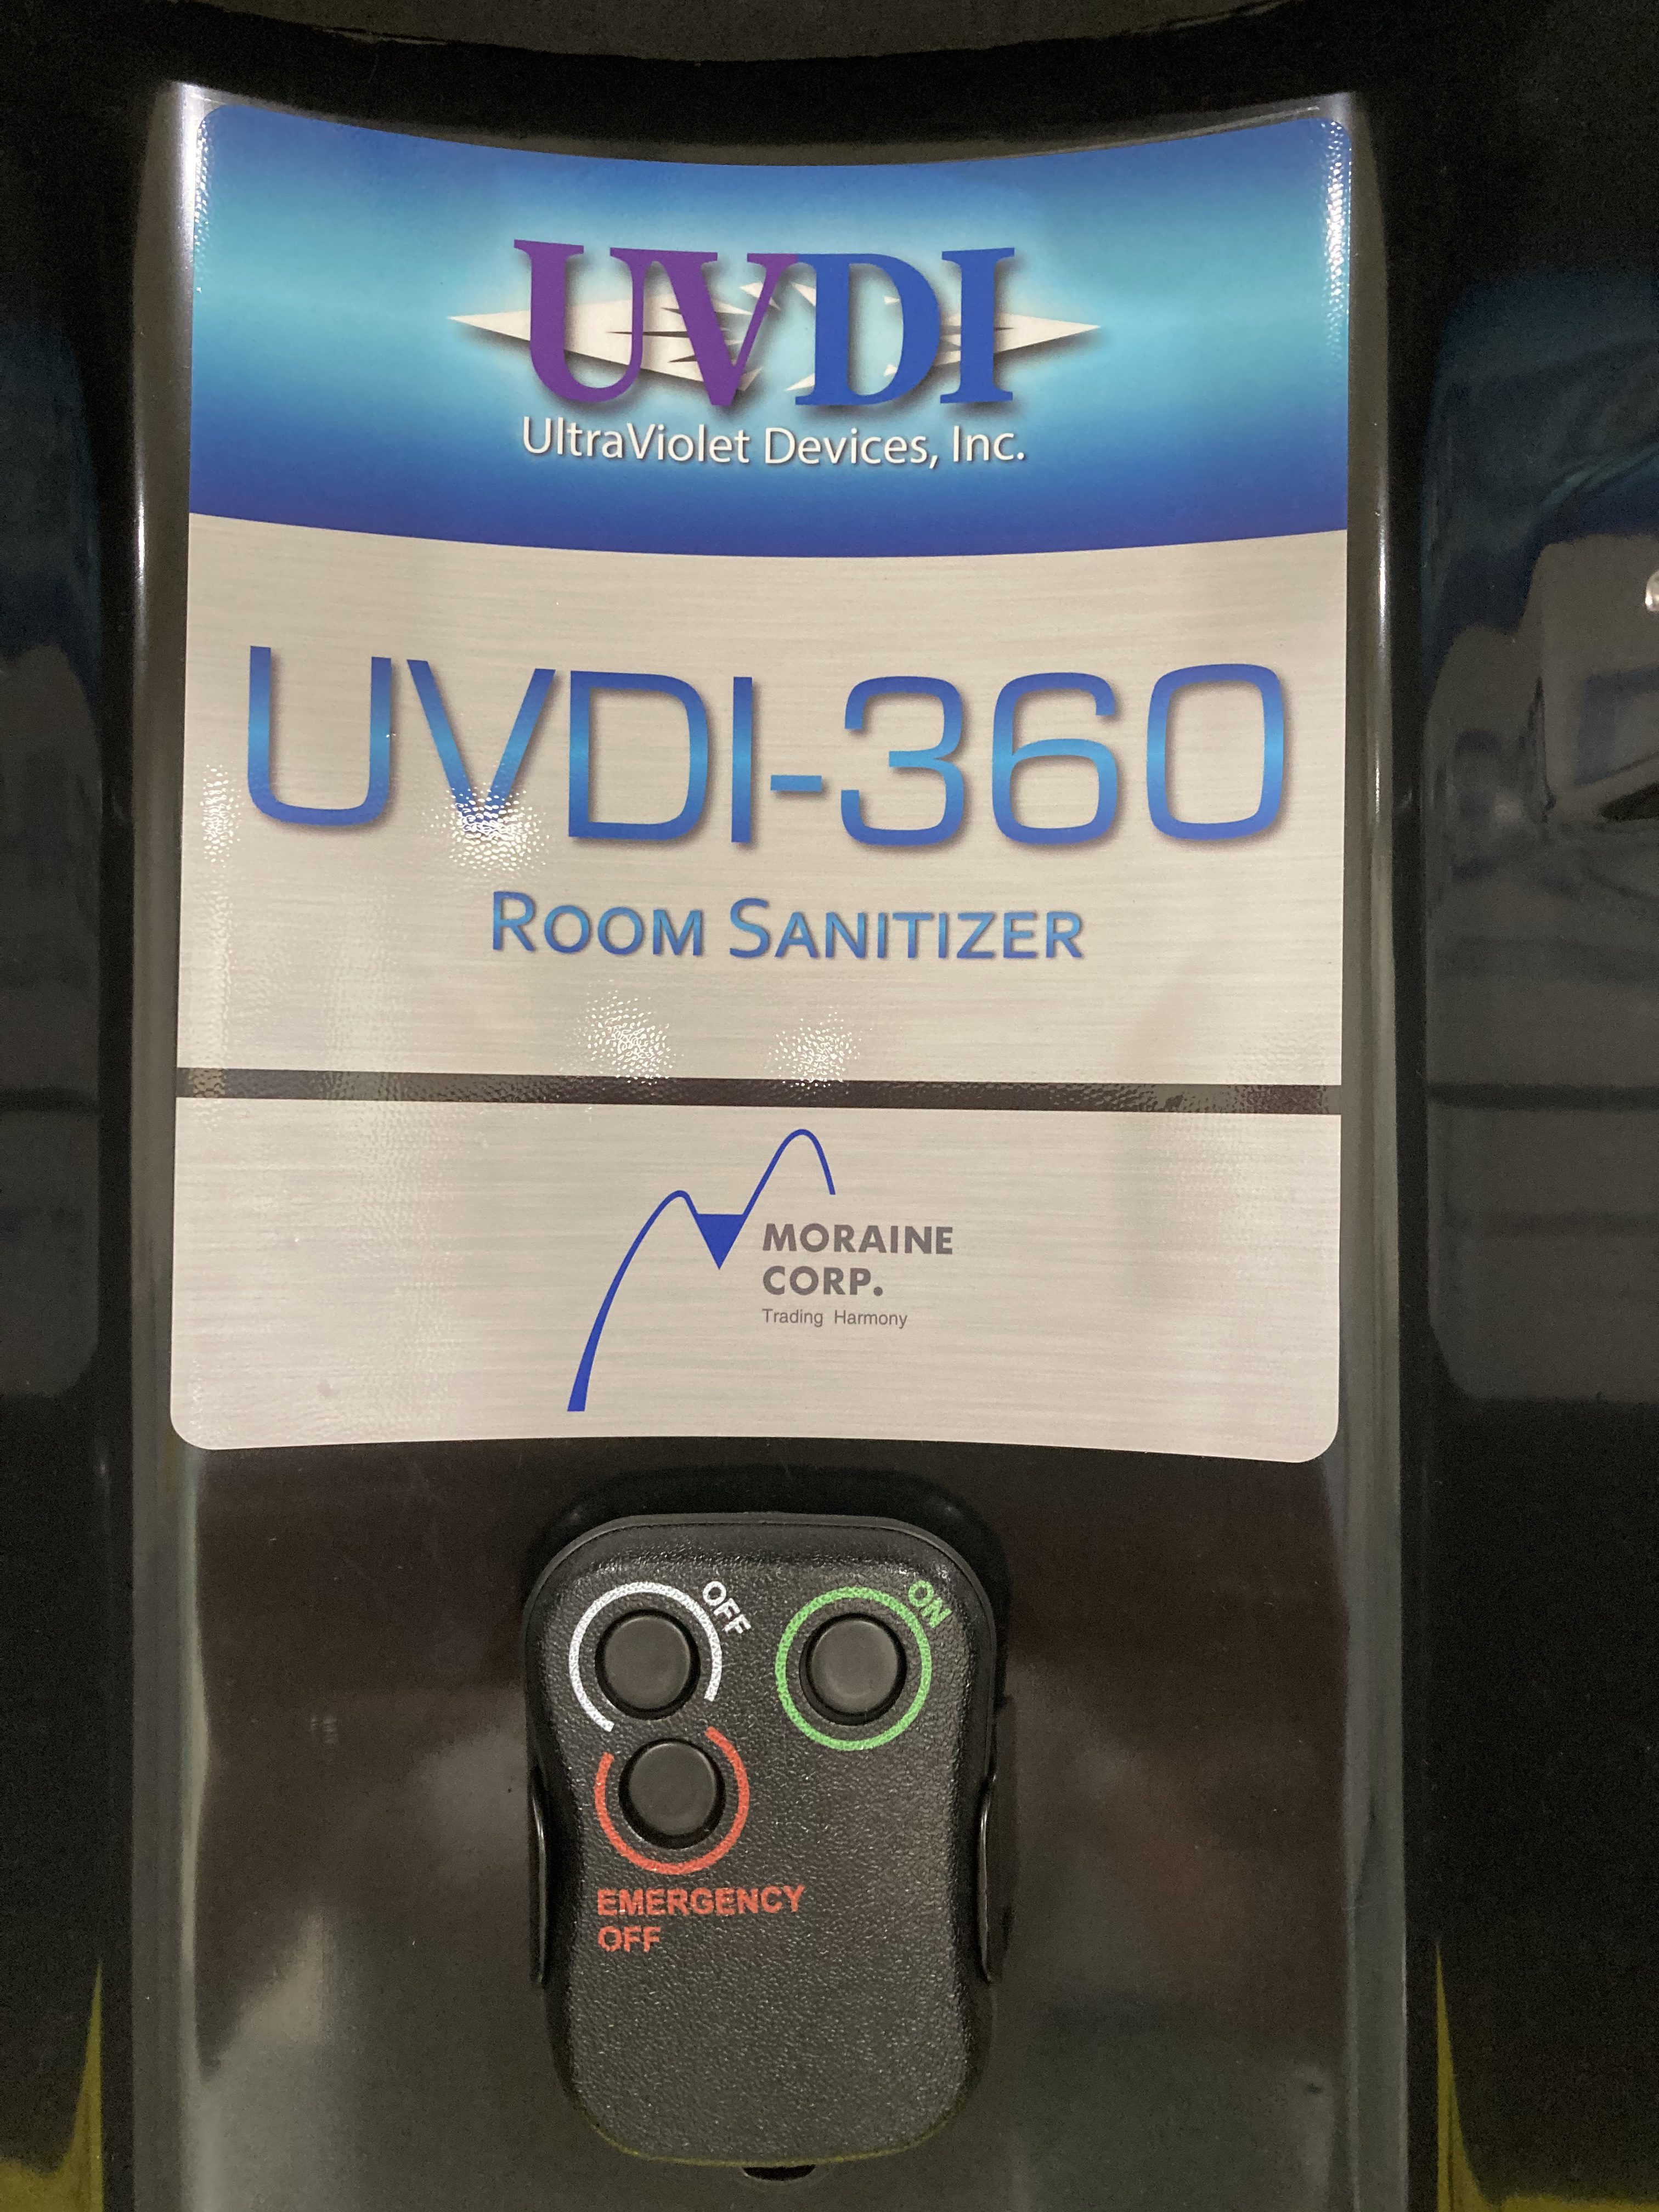 UVDI
UltraViolet Devices, Inc.
UVDI-360
ROOM SANITIZER
MORAINE
CORP.
Trading Harmony
OFF
ON
EMERGENCY
OFF